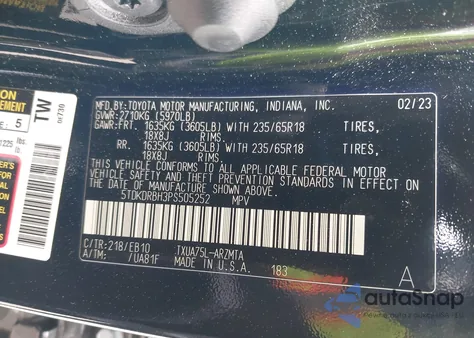 MFD.BY:TOYOTA MOTOR MANUFACTURING, INDIANA, INC. 02/23
GVWR:2710KG (5970LB)
GAWR:FRT. 1635KG (3605LB) WITH 235/65R18 TIRES,
18X8J RIMS,
RR. 1635KG (3605LB) WITH 235/65R18 TIRES,
18X8J RIMS.
THIS VEHICLE CONFORMS TO ALL APPLICABLE FEDERAL MOTOR
VEHICLE SAFETY AND THEFT PREVENTION STANDARDS IN EFFECT
ON THE DATE OF MANUFACTURE SHOWN ABOVE.
5TDKDRBH3PS505252 MPV
C/TR:218/EB10 TXUA75L-ARZMTA
A/TM: /UA81F MADE IN U.S.A. 183 A
TW
5
autoSnap